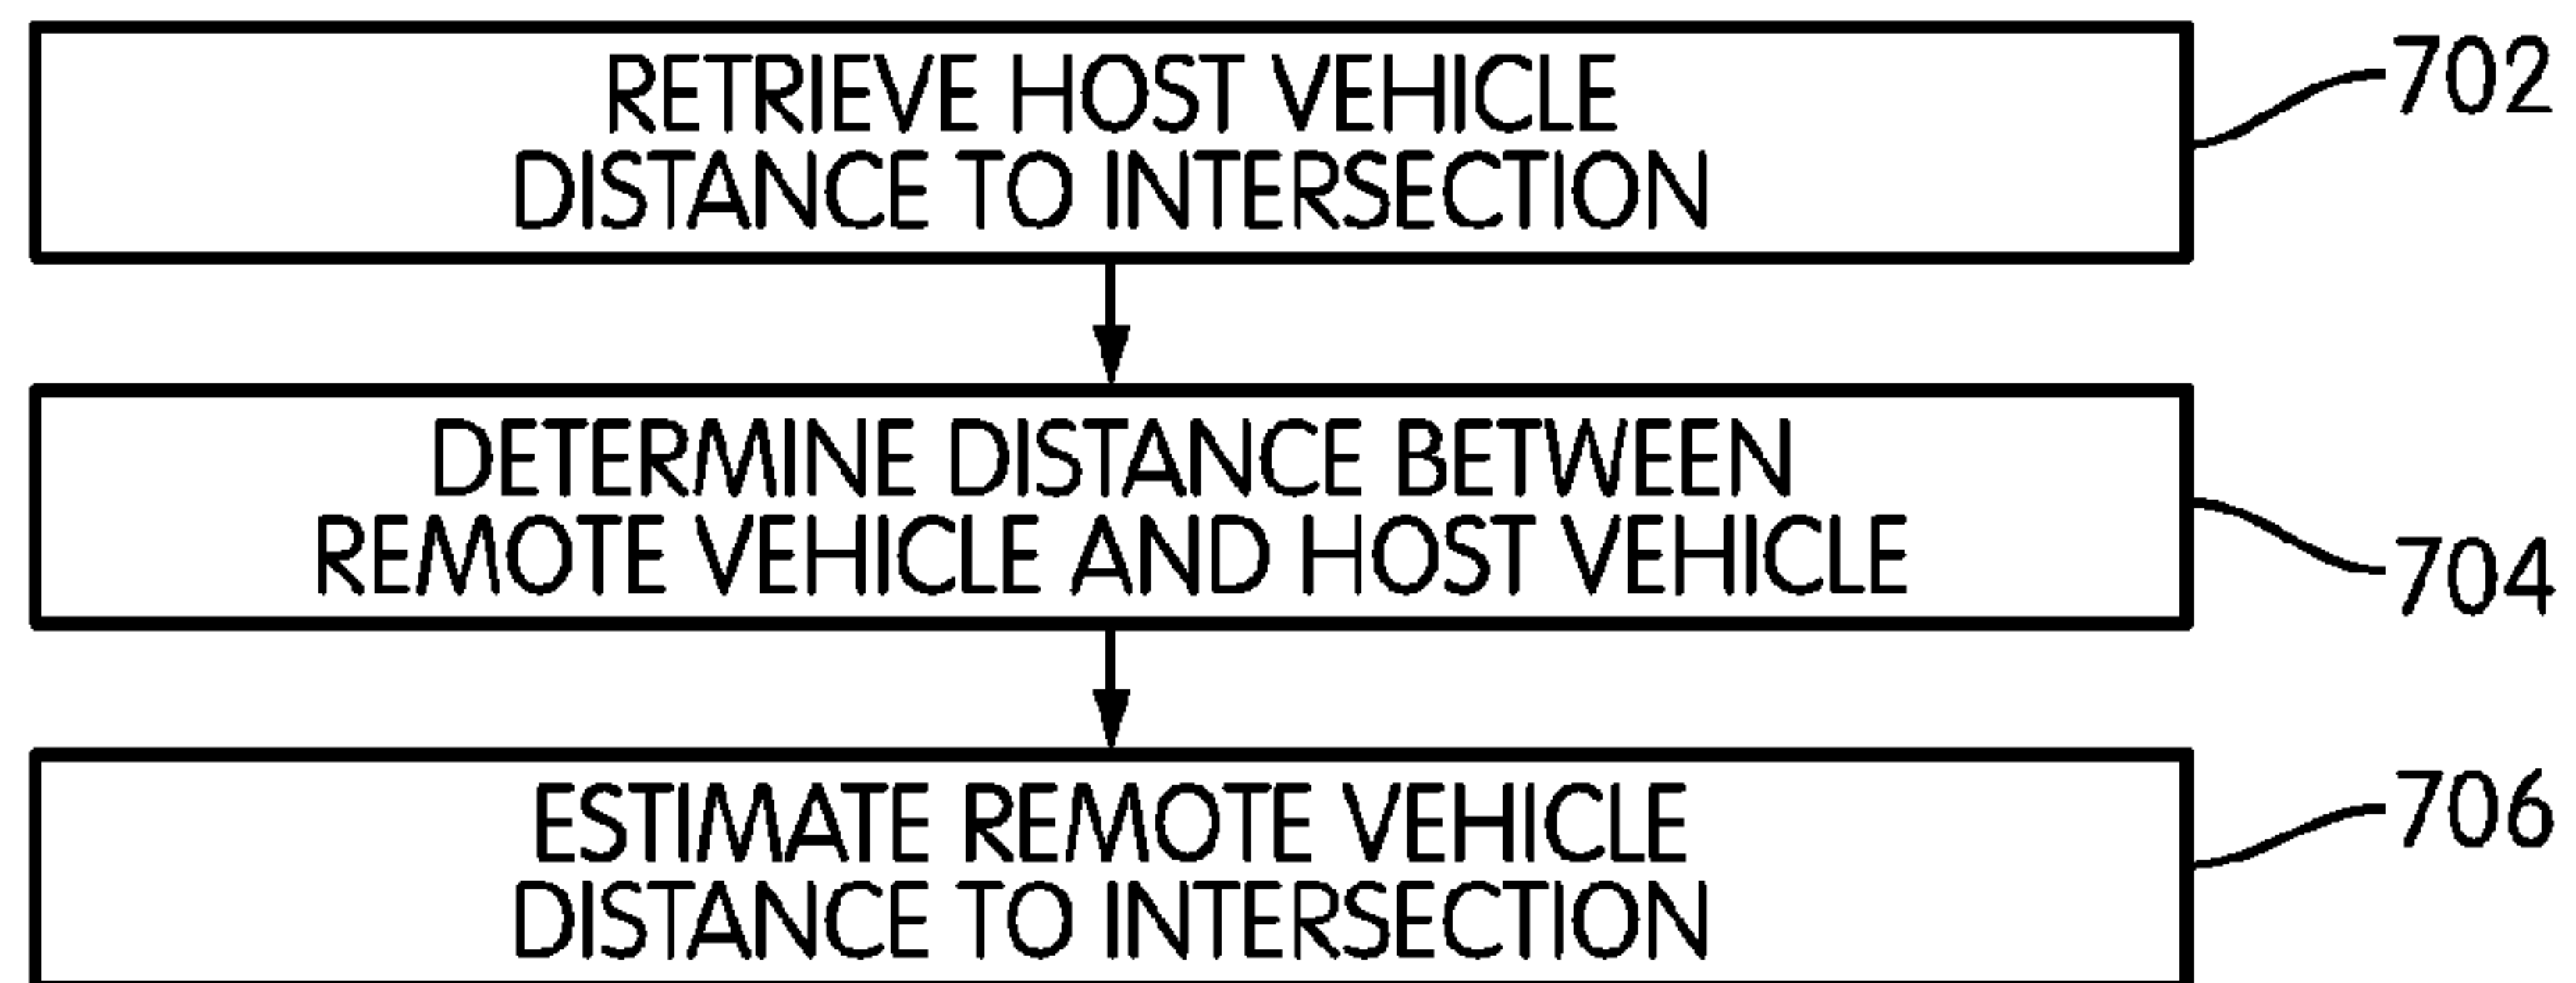 RETRIEVE HOST VEHICLE
DISTANCE TO INTERSECTION
702
DETERMINE DISTANCE BETWEEN
REMOTE VEHICLE AND HOST VEHICLE
704
ESTIMATE REMOTE VEHICLE
DISTANCE TO INTERSECTION
706